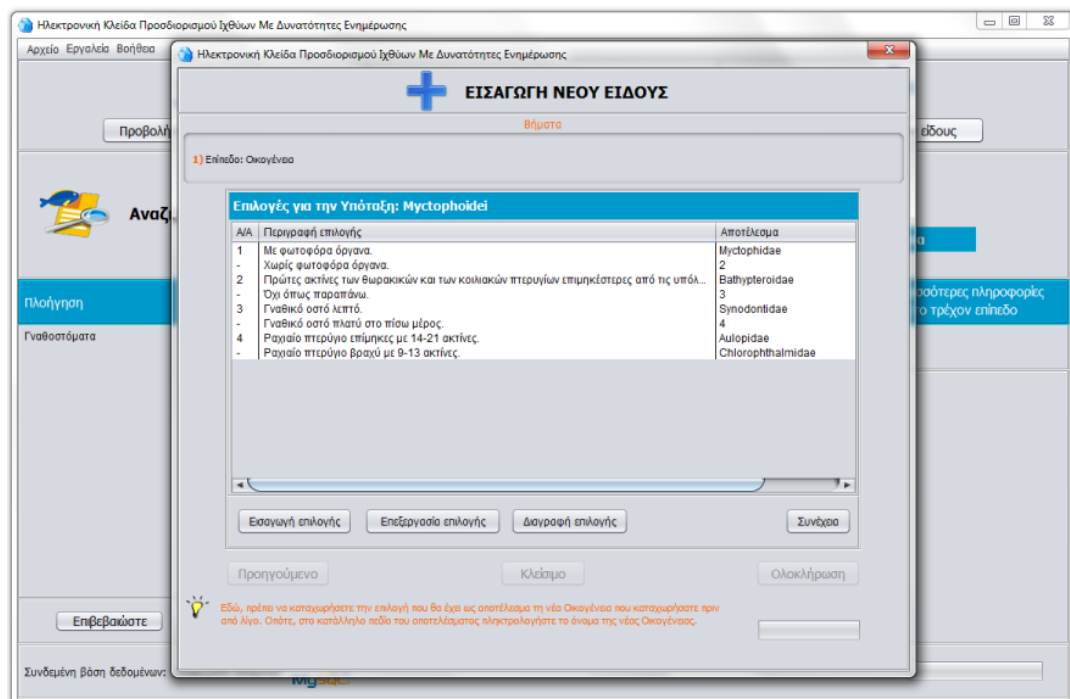 Ηλεκτρονική Κλείδα Προσδιορισμού Ιχθύων Με Δυνατότητες Ενημέρωσης
Αρχείο Εργαλεία Βοήθεια
Ηλεκτρονική Κλείδα Προσδιορισμού Ιχθύων Με Δυνατότητες Ενημέρωσης
ΕΙΣΑΓΩΓΗ ΝΕΟΥ ΕΙΔΟΥΣ
Βήματα
Προβολή
είδους
1) Επίπεδο: Οικογένεια
Επιλογές για την Υπόταξη: Myctophoidei
Α/Α Περιγραφή επιλογής Αποτέλεσμα
1 Με φωτοφόρα όργανα. Myctophidae
- Χωρίς φωτοφόρα όργανα. 2
2 Πρώτες ακτίνες των θωρακικών και των κοιλιακών πτερυγίων επιμηκέστερες από τις υπόλ... Bathypteroidae
- Όχι όπως παραπάνω. 3
3 Γναθικό οστό λεπτό. Synodontidae
- Γναθικό οστό πλατύ στο πίσω μέρος. 4
4 Ραχιαίο πτερύγιο επίμηκες με 14-21 ακτίνες. Aulopidae
- Ραχιαίο πτερύγιο βραχύ με 9-13 ακτίνες. Chlorophthalmidae
Πλοήγηση
πληροφορίες
το τρέχον επίπεδο
Γναθοστόματα
Εισαγωγή επιλογής Επεξεργασία επιλογής Διαγραφή επιλογής Συνέχεια
Προηγούμενο Κλείσιμο Ολοκλήρωση
Εδώ, πρέπει να καταχωρήσετε την επιλογή που θα έχει ως αποτέλεσμα τη νέα Οικογένεια που καταχωρήσατε πριν
από λίγο. Οπότε, στο κατάλληλο πεδίο του αποτελέσματος πληκτρολογήστε το όνομα της νέας Οικογένειας.
Επιβεβαιώστε
Συνδεμένη βάση δεδομένων: